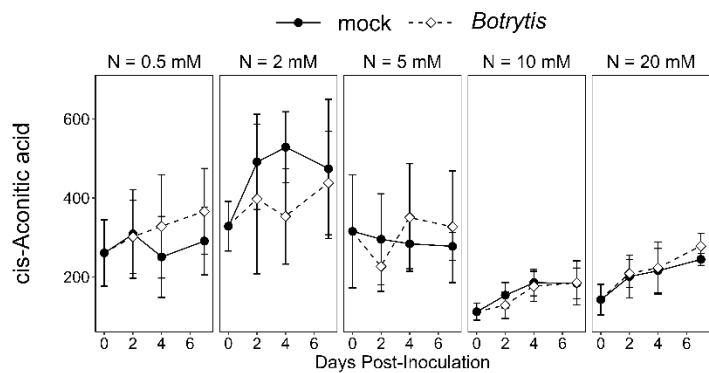 mock Botrytis
N = 0.5 mM N = 2 mM N = 5 mM N = 10 mM N = 20 mM
cis-Aconitic acid
600
400
200
0 2 4 6 0 2 4 6 0 2 4 6 0 2 4 6 0 2 4 6
Days Post-Inoculation